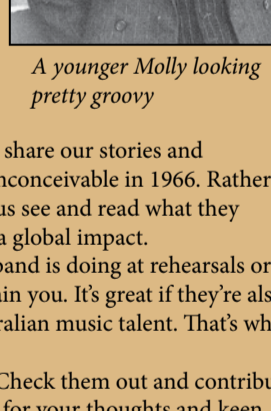 A younger Molly looking
pretty groovy
share our stories and
nconceivable in 1966. Rather
us see and read what they
a global impact.
band is doing at rehearsals or
ain you. It's great if they're als
ralian music talent. That's wh
Check them out and contribu
for your thoughts and keep